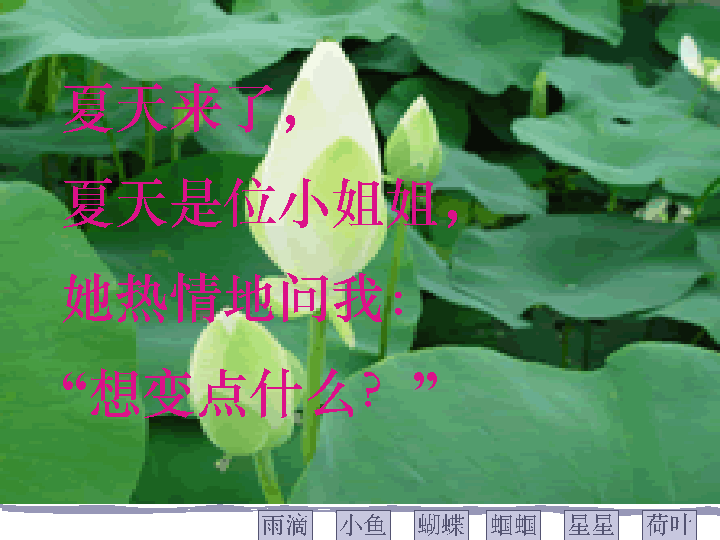 夏天来了，
夏天是位小姐姐，
她热情地问我：
“想变点什么？”
雨滴 小鱼 蝴蝶 蝈蝈 星星 荷叶